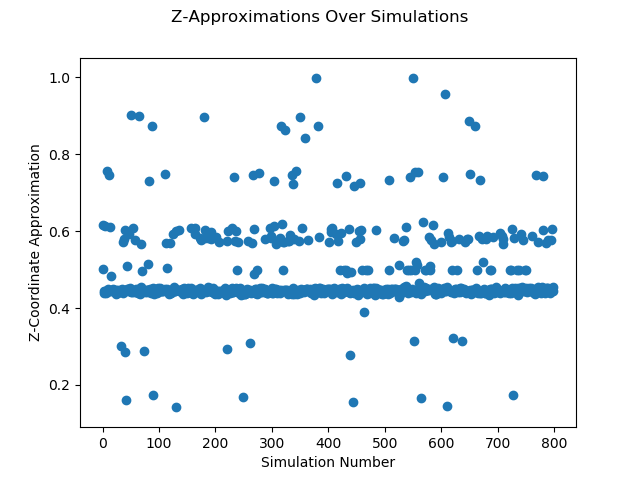 Z-Approximations Over Simulations
1.0
0.8
0.6
0.4
0.2
Z-Coordinate Approximation
0 100 200 300 400 500 600 700 800
Simulation Number